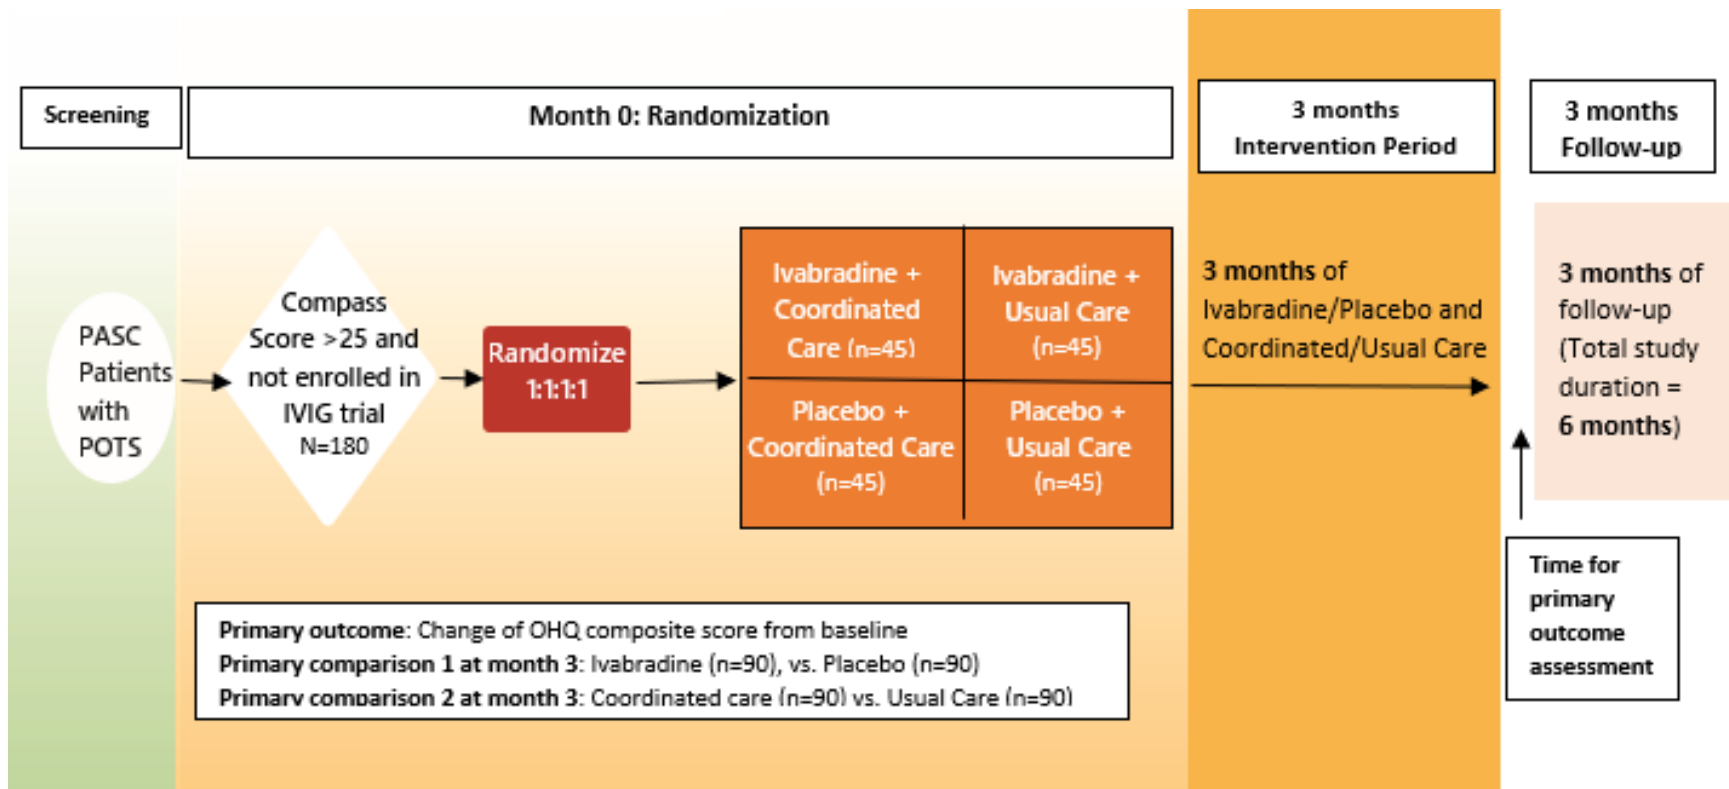 Screening
Month 0: Randomization
3 months
Intervention Period
3 months
Follow-up
PASC
Patients
with
POTS
Compass
Score >25 and
not enrolled in
IVIG trial
N=180
Randomize
1:1:1:1
Ivabradine +
Coordinated
Care (n=45)
Ivabradine +
Usual Care
(n=45)
Placebo +
Coordinated Care
(n=45)
Placebo +
Usual Care
(n=45)
3 months of
Ivabradine/Placebo and
Coordinated/Usual Care
3 months of
follow-up
(Total study
duration =
6 months)
Time for
primary
outcome
assessment
Primary outcome: Change of OHQ composite score from baseline
Primary comparison 1 at month 3: Ivabradine (n=90), vs. Placebo (n=90)
Primary comparison 2 at month 3: Coordinated care (n=90) vs. Usual Care (n=90)